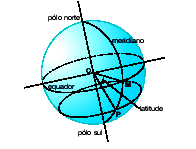 pólo norte
meridiano
O
equador
E
latitude
P
pólo sul